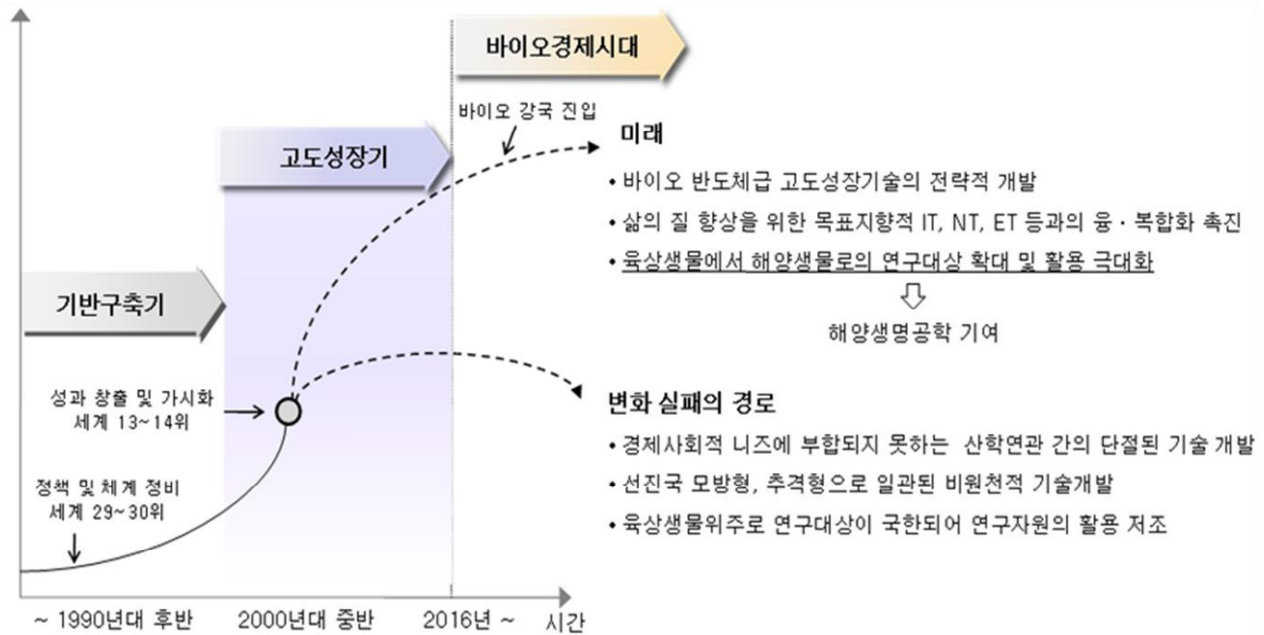 바이오경제시대
바이오 강국 진입
고도성장기
미래
• 바이오 반도체급 고도성장기술의 전략적 개발
• 삶의 질 향상을 위한 목표지향적 IT, NT, ET 등과의 융 · 복합화 촉진
• 육상생물에서 해양생물로의 연구대상 확대 및 활용 극대화
해양생명공학 기여
기반구축기
성과 창출 및 가시화
세계 13~14위
변화 실패의 경로
• 경제사회적 니즈에 부합되지 못하는 산학연관 간의 단절된 기술 개발
• 선진국 모방형, 추격형으로 일관된 비원천적 기술개발
• 육상생물위주로 연구대상이 국한되어 연구자원의 활용 저조
정책 및 체계 정비
세계 29~30위
~ 1990년대 후반 2000년대 중반 2016년 ~ 시간